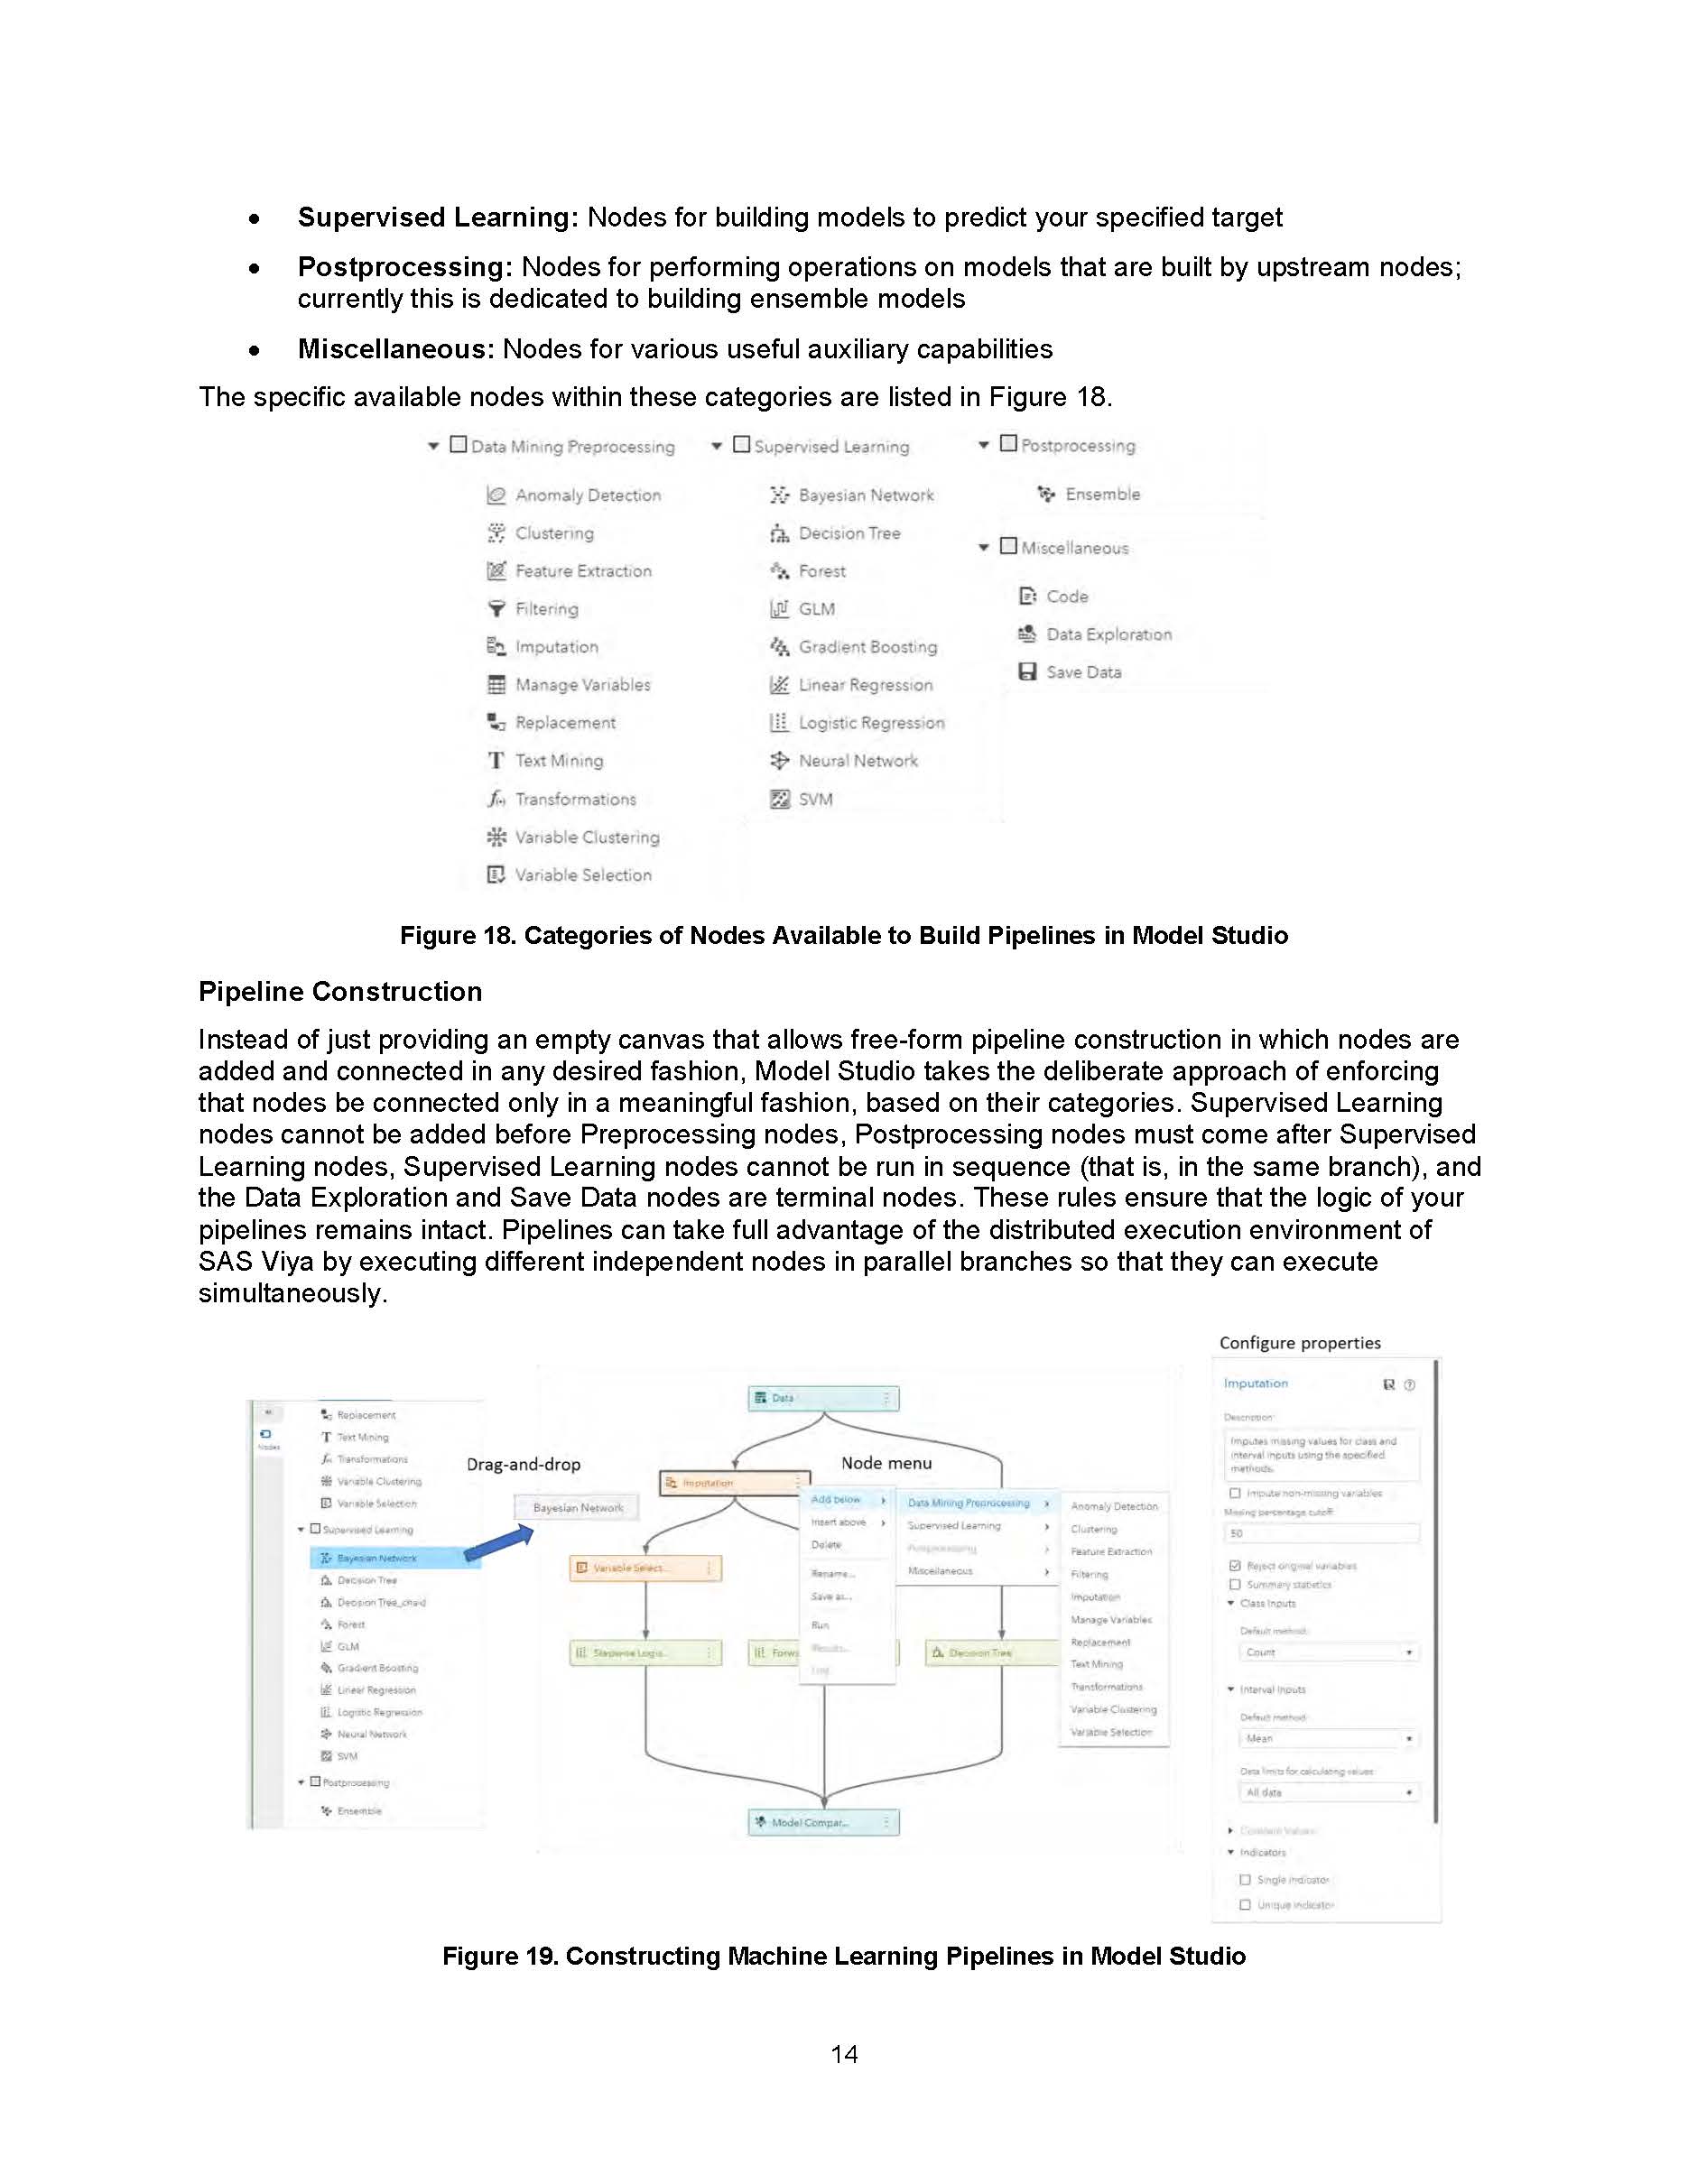 • Supervised Learning: Nodes for building models to predict your specified target
• Postprocessing: Nodes for performing operations on models that are built by upstream nodes;
currently this is dedicated to building ensemble models
• Miscellaneous: Nodes for various useful auxiliary capabilities
The specific available nodes within these categories are listed in Figure 18.
Data Mining Preprocessing
Anomaly Detection
Clustering
Feature Extraction
Filtering
Imputation
Manage Variables
Replacement
Text Mining
Transformations
Variable Clustering
Variable Selection
Supervised Learning
Bayesian Network
Decision Tree
Forest
GLM
Gradient Boosting
Linear Regression
Logistic Regression
Neural Network
SVM
Postprocessing
Ensemble
Miscellaneous
Code
Data Exploration
Save Data
Figure 18. Categories of Nodes Available to Build Pipelines in Model Studio
Pipeline Construction
Instead of just providing an empty canvas that allows free-form pipeline construction in which nodes are
added and connected in any desired fashion, Model Studio takes the deliberate approach of enforcing
that nodes be connected only in a meaningful fashion, based on their categories. Supervised Learning
nodes cannot be added before Preprocessing nodes, Postprocessing nodes must come after Supervised
Learning nodes, Supervised Learning nodes cannot be run in sequence (that is, in the same branch), and
the Data Exploration and Save Data nodes are terminal nodes. These rules ensure that the logic of your
pipelines remains intact. Pipelines can take full advantage of the distributed execution environment of
SAS Viya by executing different independent nodes in parallel branches so that they can execute
simultaneously.
Nodes
Replacement
Text Mining
Transformations
Variable Clustering
Variable Selection
Supervised Learning
Bayesian Network
Decision Tree
Decision Tree_chaid
Forest
GLM
Gradient Boosting
Linear Regression
Logistic Regression
Neural Network
SVM
Postprocessing
Ensemble
Drag-and-drop
Bayesian Network
Data
Imputation
Variable Select...
Stepwise Logis...
Forwa
Decision Tree
Model Compar...
Node menu
Add below
Insert above
Delete
Rename...
Save as...
Run
Results...
Log
Data Mining Preprocessing
Supervised Learning
Postprocessing
Miscellaneous
Anomaly Detection
Clustering
Feature Extraction
Filtering
Imputation
Manage Variables
Replacement
Text Mining
Transformations
Variable Clustering
Variable Selection
Configure properties
Imputation
Description:
Imputes missing values for class and
interval inputs using the specified
methods.
Impute non-missing variables
Missing percentage cutoff:
50
Reject original variables
Summary statistics
Class Inputs
Default method:
Count
Interval Inputs
Default method:
Mean
Data limits for calculating values:
All data
Constant Values
Indicators
Single indicator
Unique indicator
Figure 19. Constructing Machine Learning Pipelines in Model Studio
14